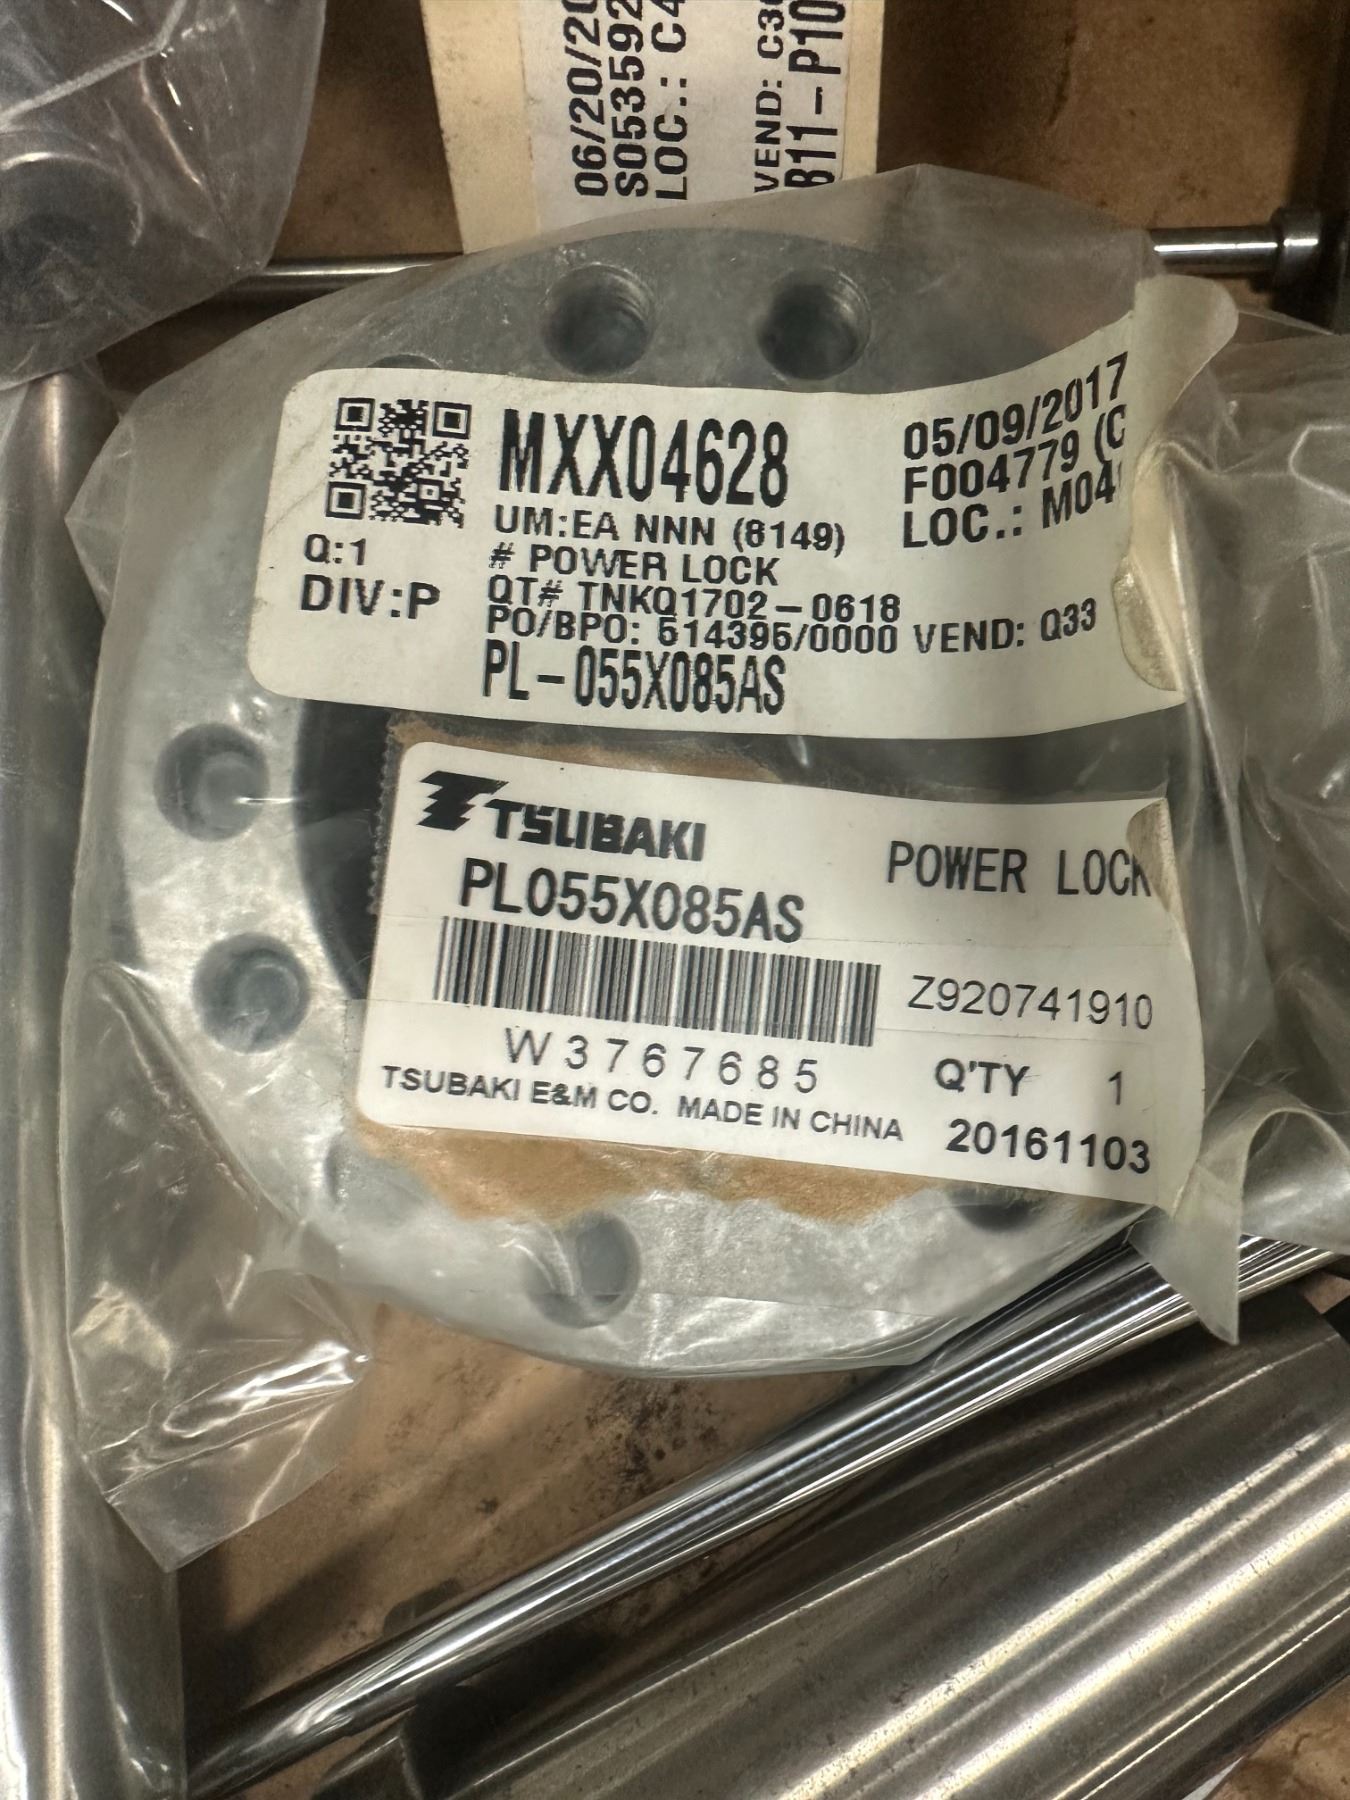 06/20/20
S053592
LOC.: C4
VEND: C30
B11-P10
MXX04628
05/09/2017
F004779 (C
LOC.: M04
UM:EA NNN (8149)
Q:1
# POWER LOCK
DIV:P
QT# TNKQ1702-0618
PO/BPO: 514395/0000 VEND: Q33
PL-055X085AS
TSUBAKI
POWER LOCK
PL055X085AS
Z920741910
W3767685
Q'TY 1
TSUBAKI E&M CO. MADE IN CHINA
20161103